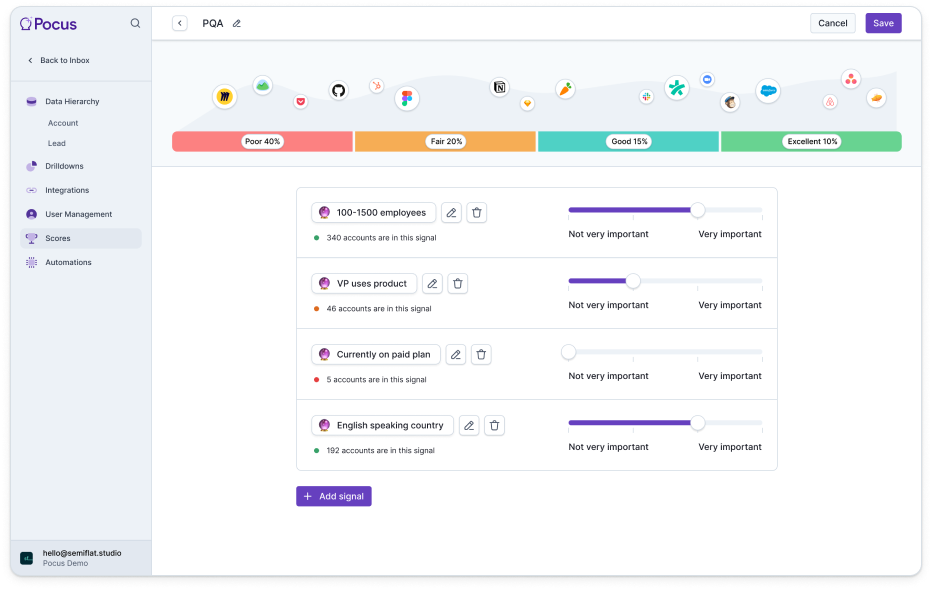 Pocus
PQA
Cancel
Save
Back to Inbox
Data Hierarchy
Account
Lead
Drilldowns
Integrations
User Management
Scores
Automations
hello@semiflat.studio
Pocus Demo
Poor 40%
Fair 20%
Good 15%
Excellent 10%
100-1500 employees
340 accounts are in this signal
Not very important
Very important
VP uses product
46 accounts are in this signal
Not very important
Very important
Currently on paid plan
5 accounts are in this signal
Not very important
Very important
English speaking country
192 accounts are in this signal
Not very important
Very important
Add signal